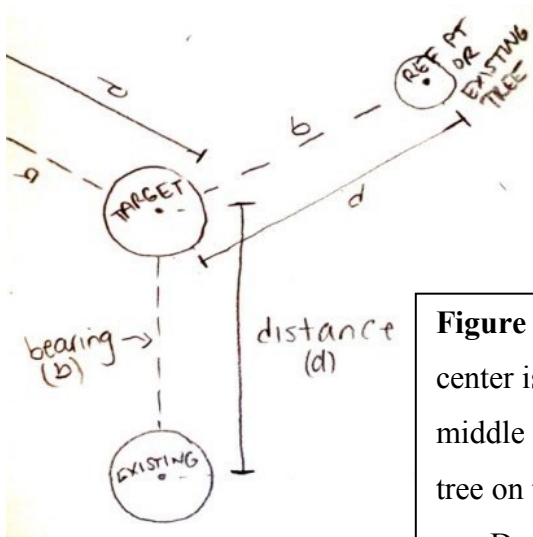 REF PT
OR
EXISTING
TREE
d
b
b
d
TARGET
bearing →
(b)
distance
(d)
EXISTING
Figure
center is
middle
tree on